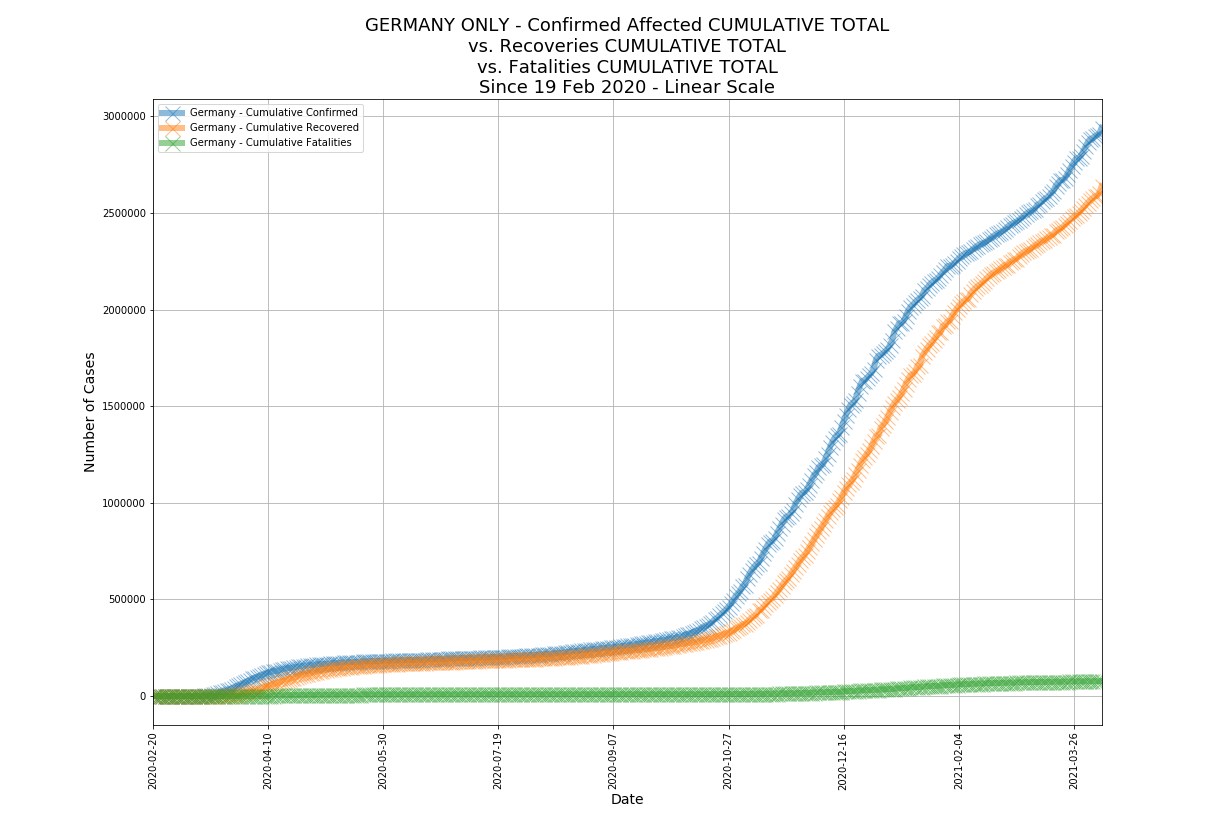 GERMANY ONLY - Confirmed Affected CUMULATIVE TOTAL
vs. Recoveries CUMULATIVE TOTAL
vs. Fatalities CUMULATIVE TOTAL
Since 19 Feb 2020 - Linear Scale
Germany - Cumulative Confirmed
Germany - Cumulative Recovered
Germany - Cumulative Fatalities
Number of Cases
3000000
2500000
2000000
1500000
1000000
500000
0
2020-02-20
2020-04-10
2020-05-30
2020-07-19
2020-09-07
2020-10-27
2020-12-16
2021-02-04
2021-03-26
Date